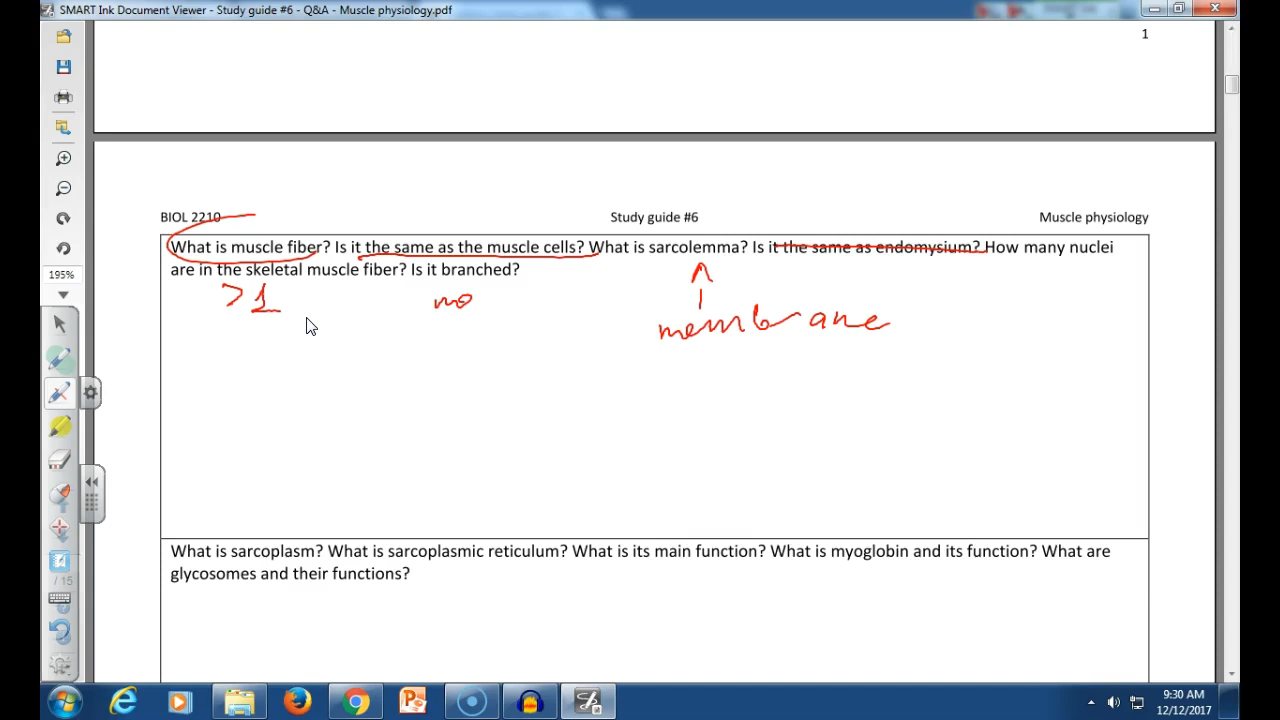 SMART Ink Document Viewer - Study guide #6 - Q&A - Muscle physiology.pdf
1
BIOL 2210 Study guide #6 Muscle physiology
What is muscle fiber? Is it the same as the muscle cells? What is sarcolemma? Is it the same as endomysium? How many nuclei
are in the skeletal muscle fiber? Is it branched?
>1 no
membrane
195%
What is sarcoplasm? What is sarcoplasmic reticulum? What is its main function? What is myoglobin and its function? What are
glycosomes and their functions?
/ 15
9:30 AM
12/12/2017